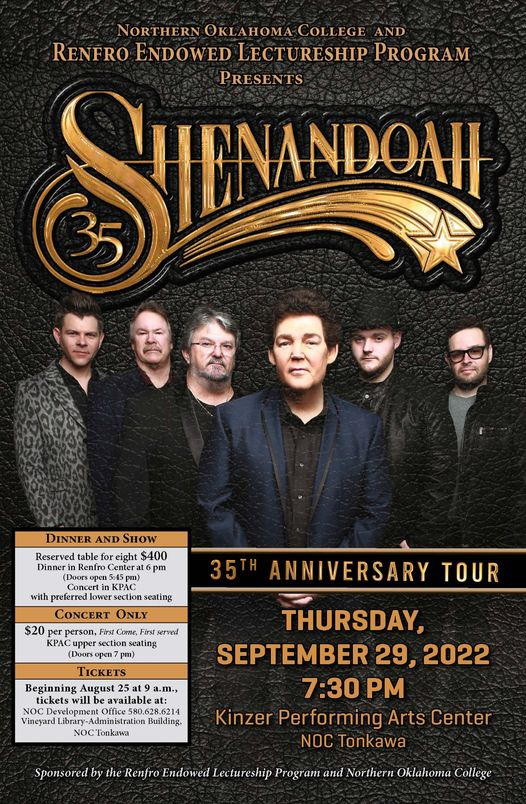 Northern Oklahoma College and
Renfro Endowed Lectureship Program
Presents
Shenandoah
35
Dinner and Show
Reserved table for eight $400
Dinner in Renfro Center at 6 pm
(Doors open 5:45 pm)
Concert in KPAC
with preferred lower section seating
Concert Only
$20 per person, First Come, First served
KPAC upper section seating
(Doors open 7 pm)
Tickets
Beginning August 25 at 9 a.m.,
tickets will be available at:
NOC Development Office 580.628.6214
Vineyard Library-Administration Building,
NOC Tonkawa
35TH ANNIVERSARY TOUR
THURSDAY,
SEPTEMBER 29, 2022
7:30 PM
Kinzer Performing Arts Center
NOC Tonkawa
Sponsored by the Renfro Endowed Lectureship Program and Northern Oklahoma College